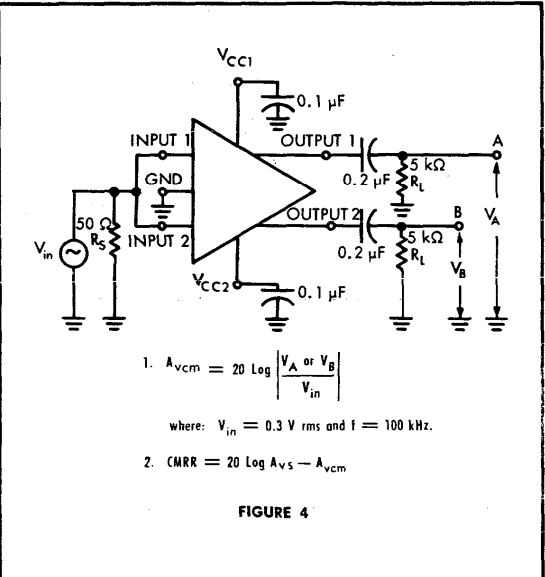 V_CC1
0.1 µF
INPUT 1
OUTPUT 1
A
GND
0.2 µF
5 kΩ
R_L
50 Ω
R_S
V_in
INPUT 2
OUTPUT 2
B
V_A
0.2 µF
5 kΩ
R_L
V_B
V_CC2
0.1 µF
1. A_vcm = 20 Log |V_A or V_B / V_in|
where: V_in = 0.3 V rms and f = 100 kHz.
2. CMRR = 20 Log A_vs — A_vcm
FIGURE 4